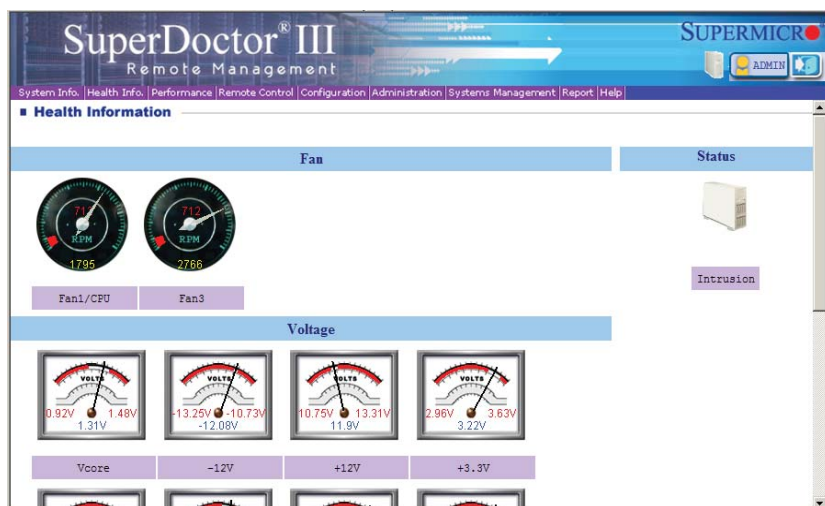 SuperDoctor® III
Remote Management
SUPERMICRO
ADMIN
System Info. Health Info. Performance Remote Control Configuration Administration Systems Management Report Help
Health Information
Fan
Status
712 712
RPM RPM
1795 2766
Fan1/CPU Fan3
Intrusion
Voltage
VOLTS VOLTS VOLTS VOLTS
0.92V 1.48V -13.25V -10.73V 10.75V 13.31V 2.96V 3.63V
1.31V -12.08V 11.9V 3.22V
Vcore -12V +12V +3.3V